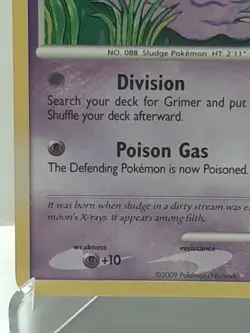 NO. 088 Sludge Pokémon HT: 2'11"
Division
Search your deck for Grimer and put
Shuffle your deck afterward.
Poison Gas
The Defending Pokémon is now Poisoned.
It was born when sludge in a dirty stream was
moon's X-rays. It appears among filth.
weakness resistance
+10
©2009 Pokémon/Nintendo